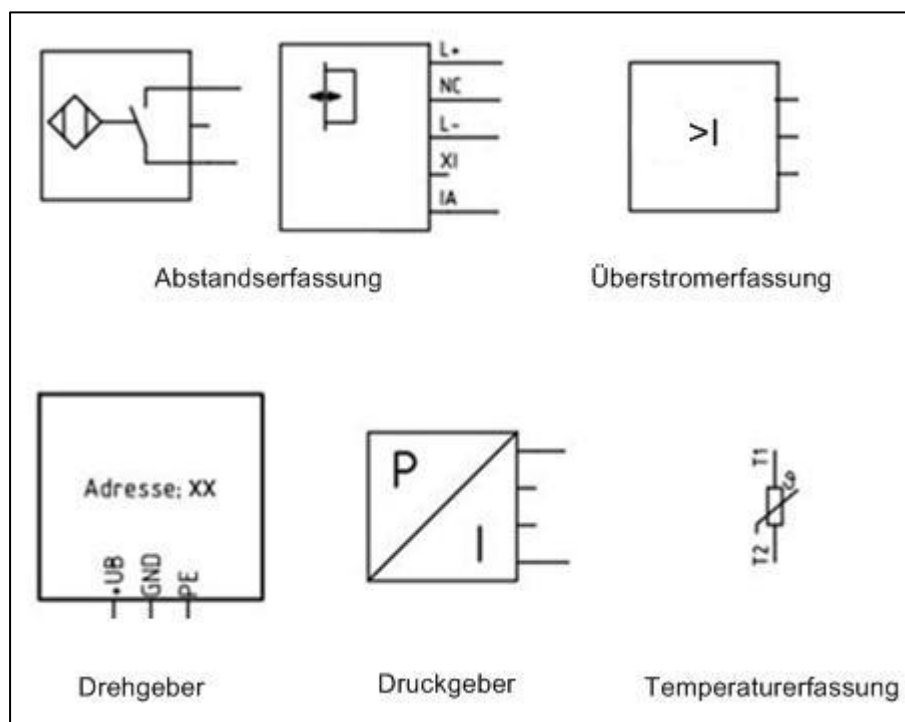 L+
NC
L-
XI
IA
>I
Abstandserfassung
Überstromerfassung
Adresse: XX
+UB
GND
PE
P
I
T1
T2
Drehgeber
Druckgeber
Temperaturerfassung